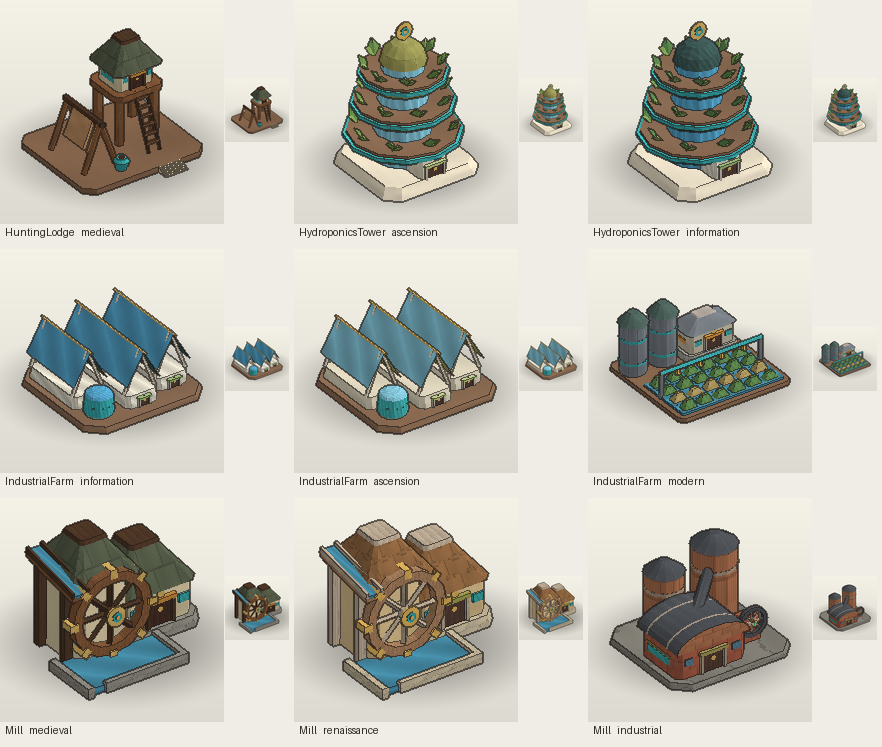 HuntingLodge medieval
HydroponicsTower ascension
HydroponicsTower information
IndustrialFarm information
IndustrialFarm ascension
IndustrialFarm modern
Mill medieval
Mill renaissance
Mill industrial